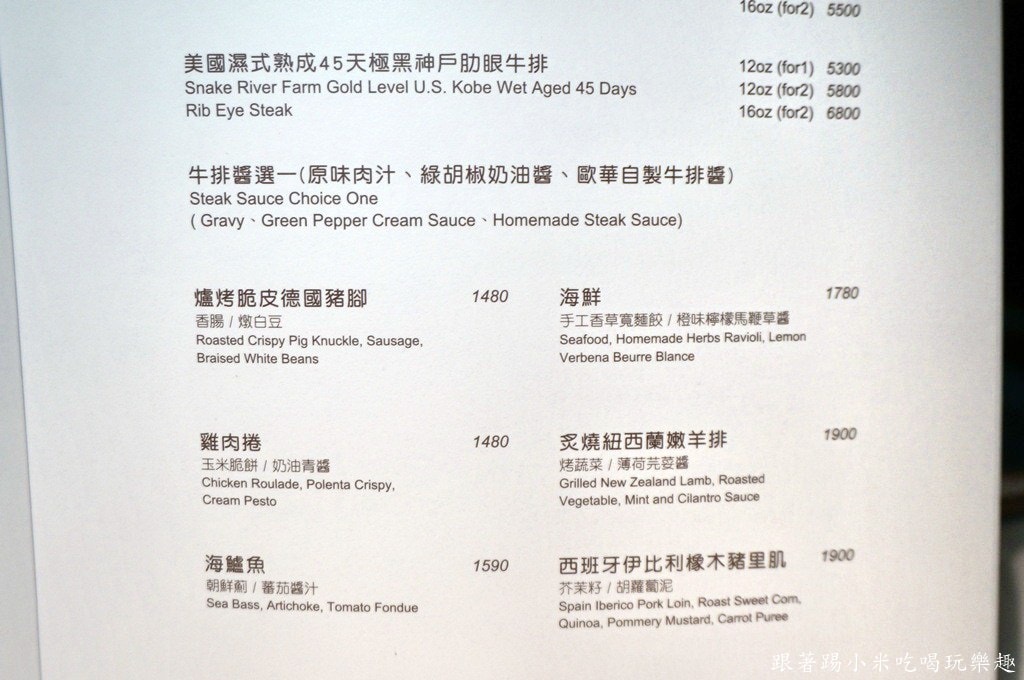 16oz (for2) 5500
美國濕式熟成45天極黑神戶肋眼牛排
Snake River Farm Gold Level U.S. Kobe Wet Aged 45 Days
Rib Eye Steak
12oz (for1) 5300
12oz (for2) 5800
16oz (for2) 6800
牛排醬選一(原味肉汁、綠胡椒奶油醬、歐華自製牛排醬)
Steak Sauce Choice One
( Gravy、Green Pepper Cream Sauce、Homemade Steak Sauce)
爐烤脆皮德國豬腳 1480
香腸 / 燉白豆
Roasted Crispy Pig Knuckle, Sausage,
Braised White Beans
海鮮 1780
手工香草寬麵餃 / 橙味檸檬馬鞭草醬
Seafood, Homemade Herbs Ravioli, Lemon
Verbena Beurre Blance
雞肉捲 1480
玉米脆餅 / 奶油青醬
Chicken Roulade, Polenta Crispy,
Cream Pesto
炙燒紐西蘭嫩羊排 1900
烤蔬菜 / 薄荷芫荽醬
Grilled New Zealand Lamb, Roasted
Vegetable, Mint and Cilantro Sauce
海鱸魚 1590
朝鮮薊 / 蕃茄醬汁
Sea Bass, Artichoke, Tomato Fondue
西班牙伊比利橡木豬里肌 1900
芥茉籽 / 胡蘿蔔泥
Spain Iberico Pork Loin, Roast Sweet Corn,
Quinoa, Pommery Mustard, Carrot Puree
跟著踢小米吃喝玩樂趣